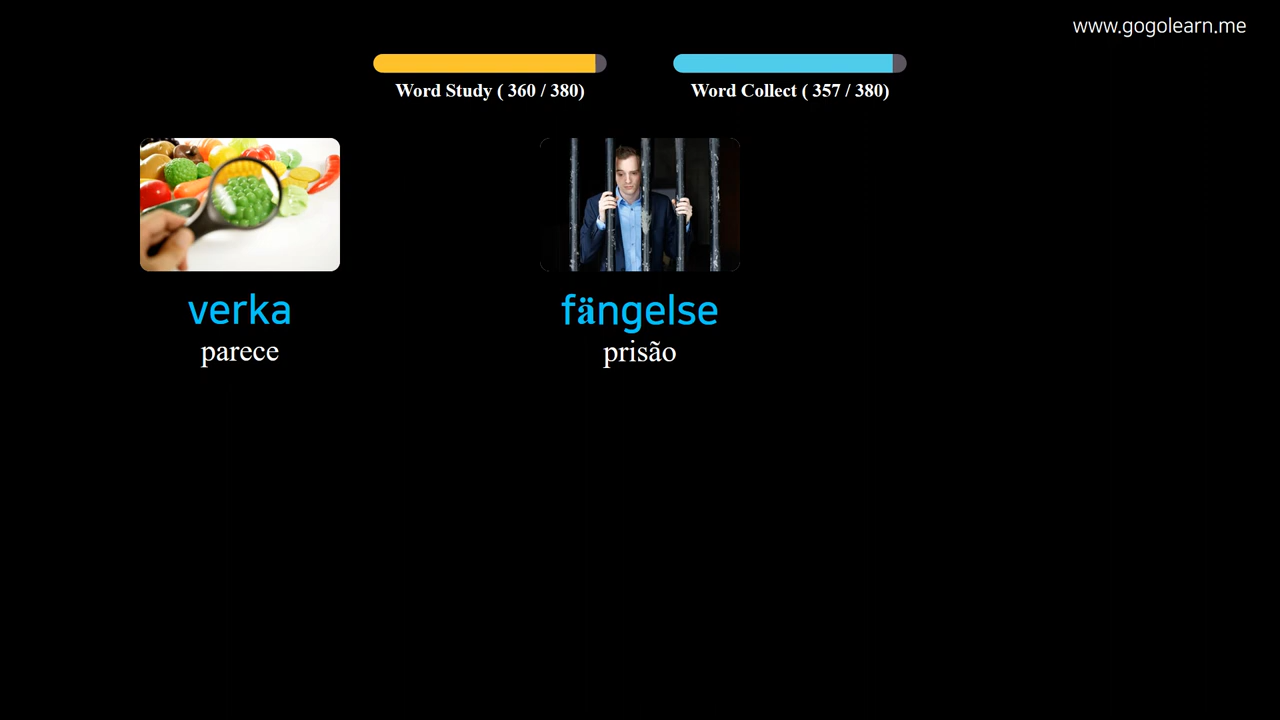 www.gogolearn.me
Word Study ( 360 / 380)
Word Collect ( 357 / 380)
verka
parece
fängelse
prisão